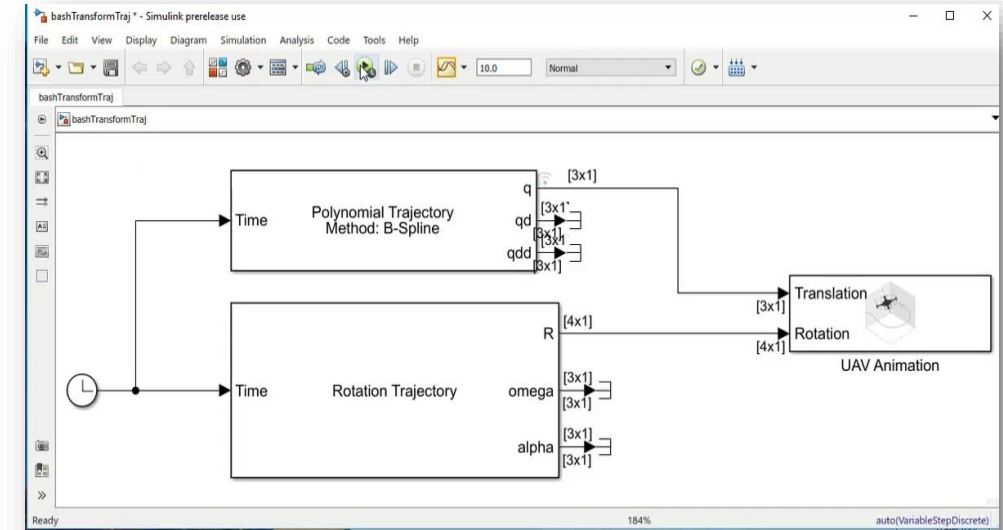 bashTransformTraj * - Simulink prerelease use
File Edit View Display Diagram Simulation Analysis Code Tools Help
10.0 Normal
bashTransformTraj
bashTransformTraj
Time
Polynomial Trajectory
Method: B-Spline
q
qd
qdd
[3x1]
[3x1]
[3x1]
[3x1]
[3x1]
Time
Rotation Trajectory
R
omega
alpha
[4x1]
[3x1]
[3x1]
[3x1]
[3x1]
[3x1]
[4x1]
Translation
Rotation
UAV Animation
Ready 184% auto(VariableStepDiscrete)